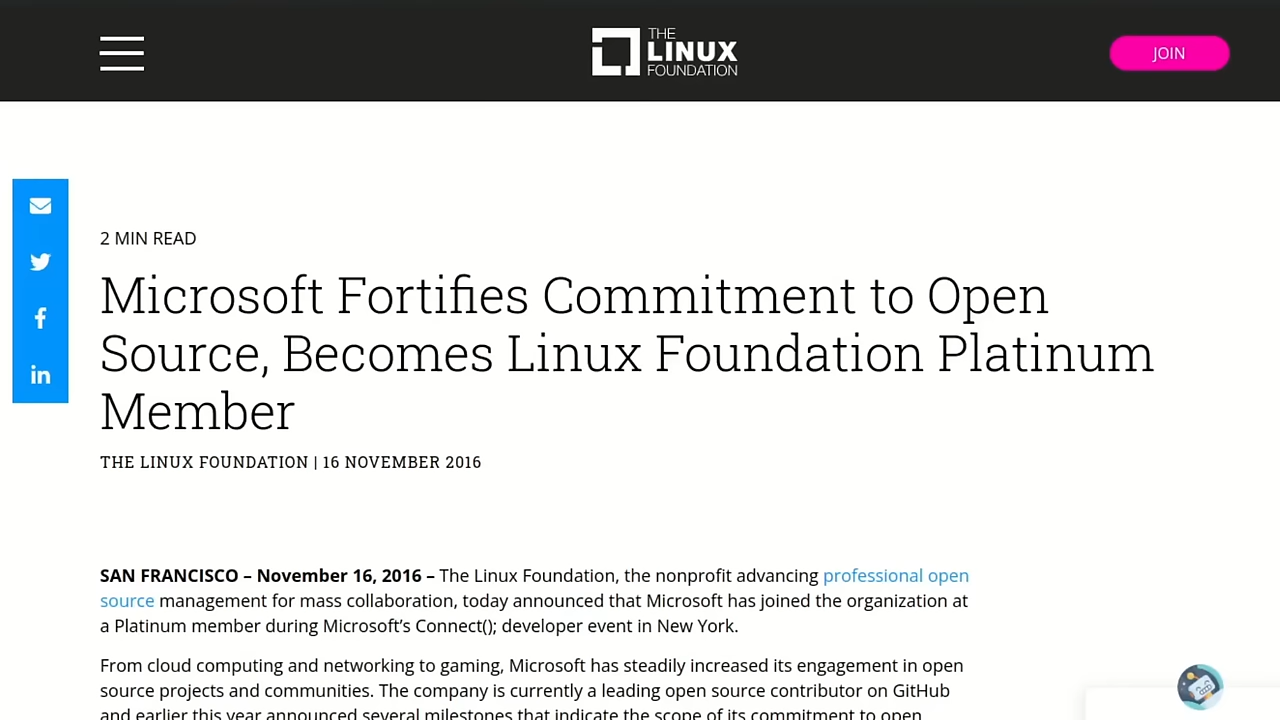 THE
LINUX
FOUNDATION
JOIN
2 MIN READ
Microsoft Fortifies Commitment to Open
Source, Becomes Linux Foundation Platinum
Member
THE LINUX FOUNDATION | 16 NOVEMBER 2016
SAN FRANCISCO – November 16, 2016 – The Linux Foundation, the nonprofit advancing professional open
source management for mass collaboration, today announced that Microsoft has joined the organization at
a Platinum member during Microsoft’s Connect(); developer event in New York.
From cloud computing and networking to gaming, Microsoft has steadily increased its engagement in open
source projects and communities. The company is currently a leading open source contributor on GitHub
and earlier this year announced several milestones that indicate the scope of its commitment to open